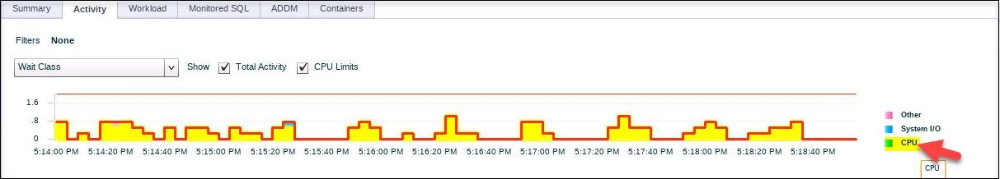 Summary Activity Workload Monitored SQL ADDM Containers
Filters None
Wait Class Show Total Activity CPU Limits
1.6
.8
0
5:14:00 PM 5:14:20 PM 5:14:40 PM 5:15:00 PM 5:15:20 PM 5:15:40 PM 5:16:00 PM 5:16:20 PM 5:16:40 PM 5:17:00 PM 5:17:20 PM 5:17:40 PM 5:18:00 PM 5:18:20 PM 5:18:40 PM
Other
System I/O
CPU
CPU